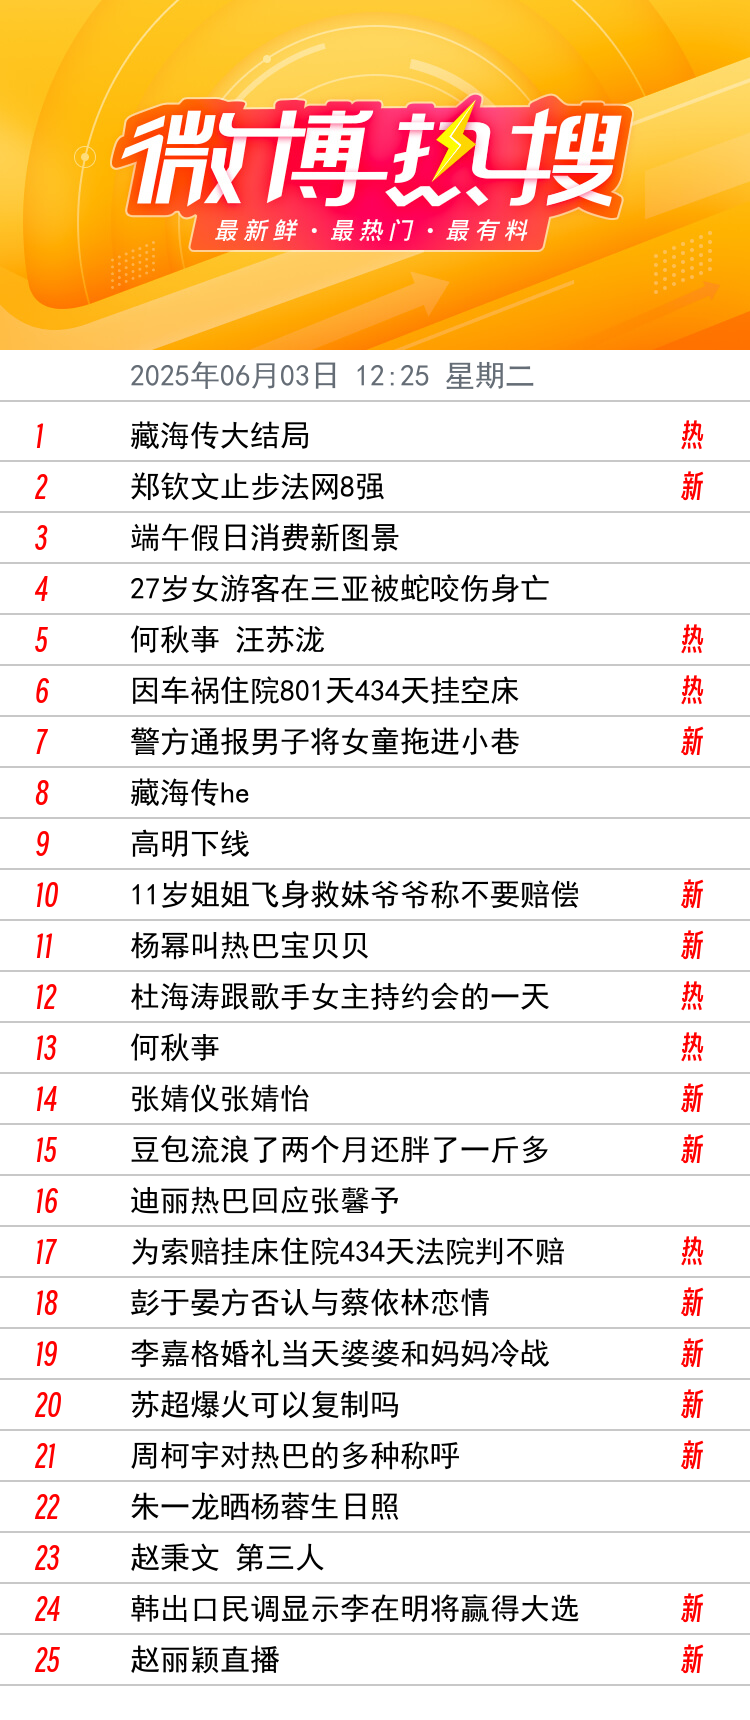 微博热搜
最新鲜·最热门·最有料
2025年06月03日 12:25 星期二
1 藏海传大结局 热
2 郑钦文止步法网8强 新
3 端午假日消费新图景
4 27岁女游客在三亚被蛇咬伤身亡
5 何秋亊 汪苏泷 热
6 因车祸住院801天434天挂空床 热
7 警方通报男子将女童拖进小巷 新
8 藏海传he
9 高明下线
10 11岁姐姐飞身救妹爷爷称不要赔偿 新
11 杨幂叫热巴宝贝贝 新
12 杜海涛跟歌手女主持约会的一天 热
13 何秋亊 热
14 张婧仪张婧怡 新
15 豆包流浪了两个月还胖了一斤多 新
16 迪丽热巴回应张馨予
17 为索赔挂床住院434天法院判不赔 热
18 彭于晏方否认与蔡依林恋情 新
19 李嘉格婚礼当天婆婆和妈妈冷战 新
20 苏超爆火可以复制吗 新
21 周柯宇对热巴的多种称呼 新
22 朱一龙晒杨蓉生日照
23 赵秉文 第三人
24 韩出口民调显示李在明将赢得大选 新
25 赵丽颖直播 新